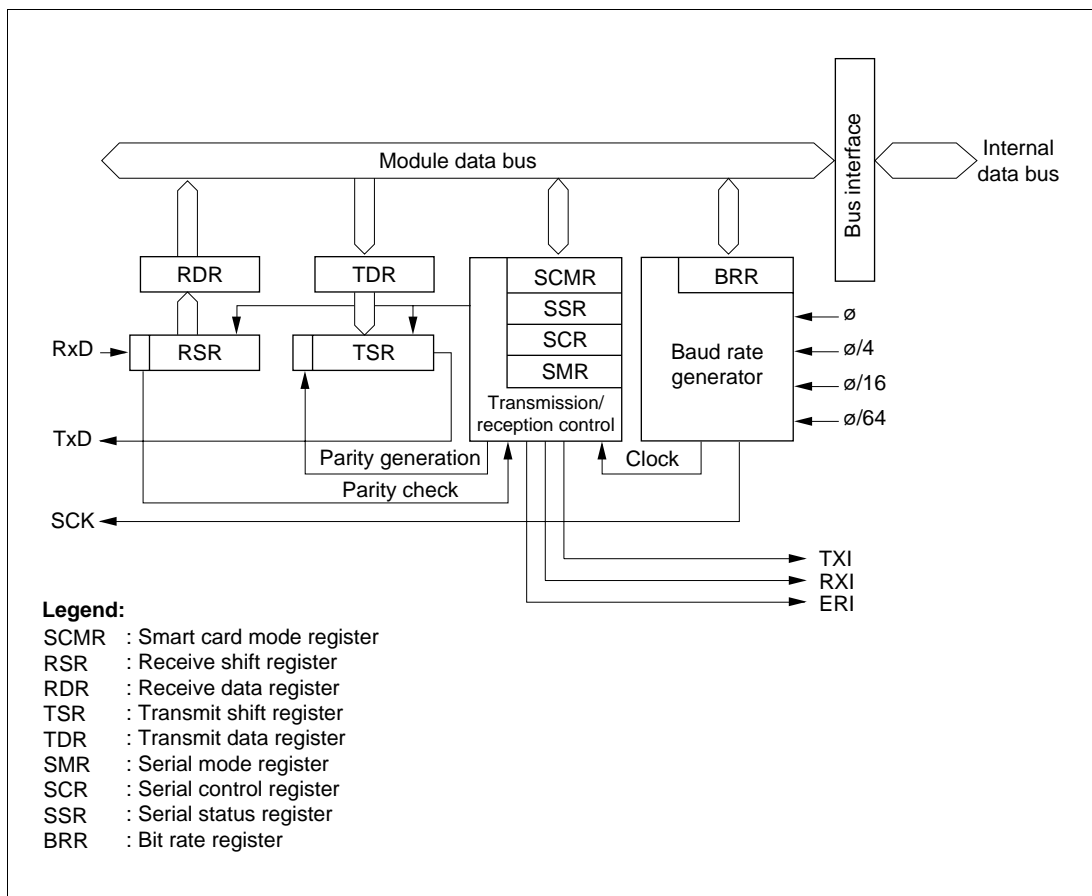 Bus interface
Internal
data bus
Module data bus
RDR
TDR
SCMR
BRR
SSR
ø
RxD
RSR
TSR
SCR
Baud rate
generator
ø/4
SMR
ø/16
Transmission/
reception control
ø/64
TxD
Parity generation
Clock
Parity check
SCK
TXI
RXI
ERI
Legend:
SCMR : Smart card mode register
RSR : Receive shift register
RDR : Receive data register
TSR : Transmit shift register
TDR : Transmit data register
SMR : Serial mode register
SCR : Serial control register
SSR : Serial status register
BRR : Bit rate register